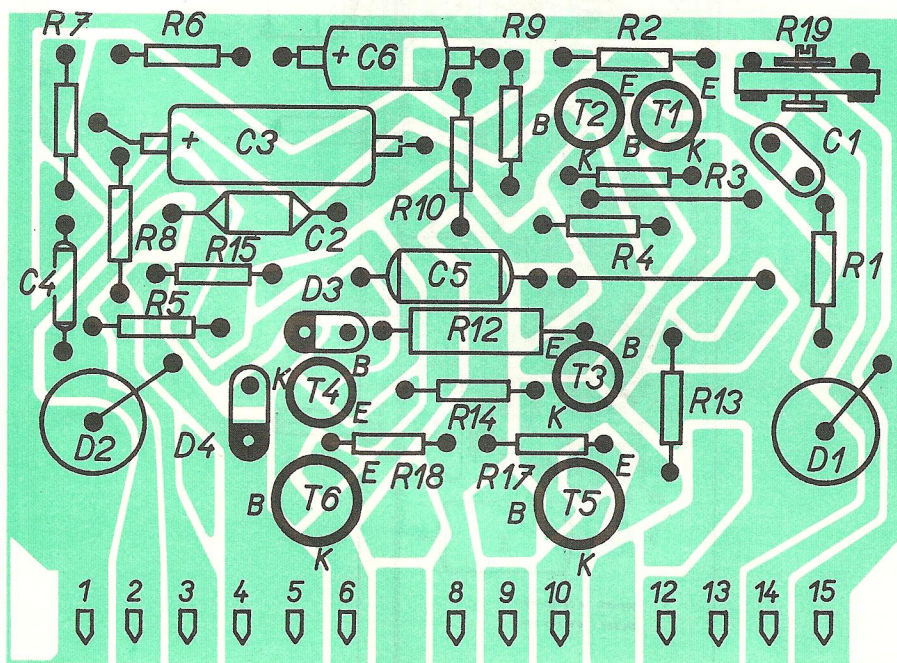 R7 R6 C6 + R9 R2 R19
T2 E T1 E
B K B K
C3 + C1
R10 R3
R8 R15 C2 R4 R1
C4 R5 D3 C5
R12 E B
K T4 B T3
E R14 K R13
D2 D4 R18 R17 D1
E E
B T6 B T5
K K
1 2 3 4 5 6 8 9 10 12 13 14 15